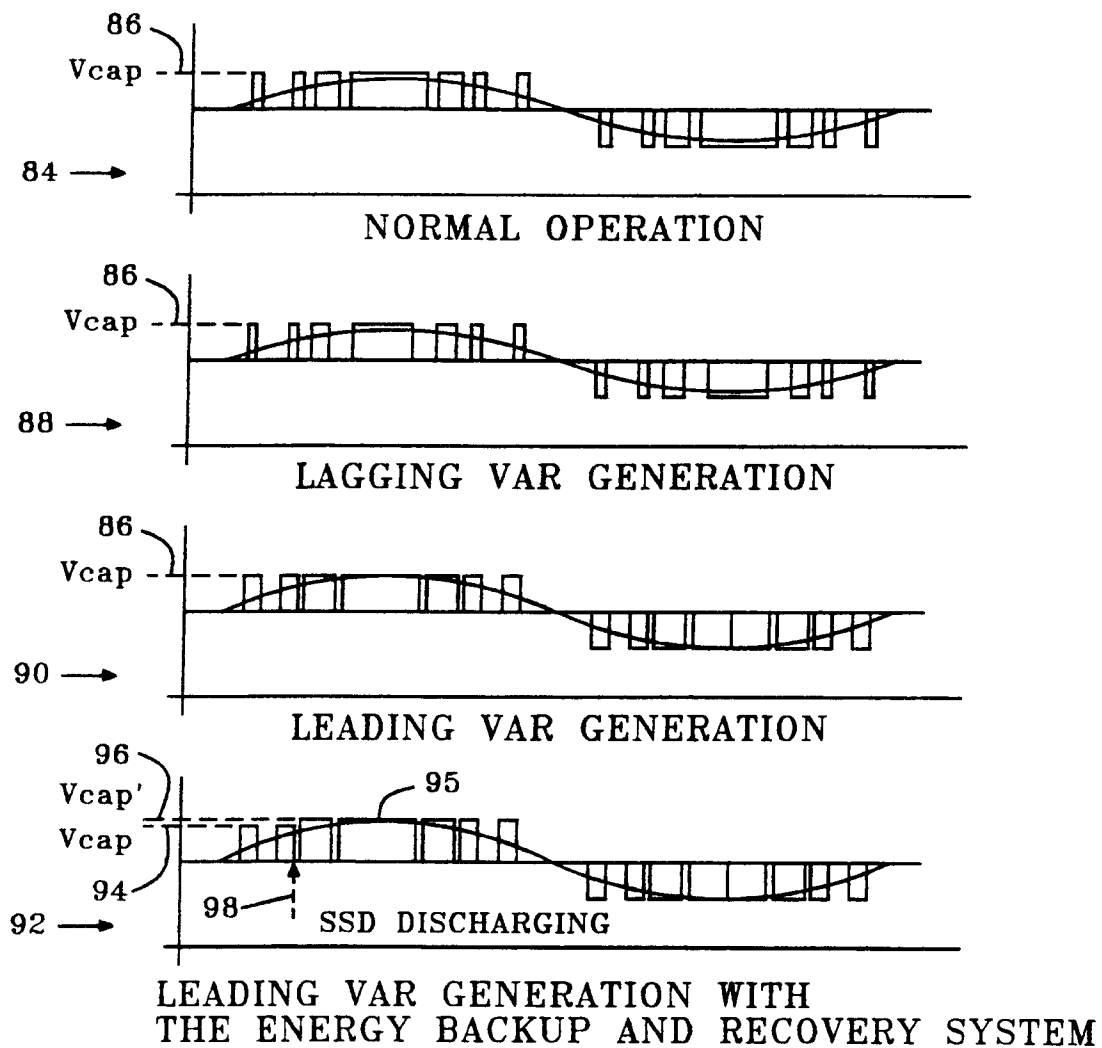 86
Vcap
84
NORMAL OPERATION
86
Vcap
88
LAGGING VAR GENERATION
86
Vcap
90
LEADING VAR GENERATION
96
Vcap'
95
Vcap
94
98
SSD DISCHARGING
92
LEADING VAR GENERATION WITH
THE ENERGY BACKUP AND RECOVERY SYSTEM